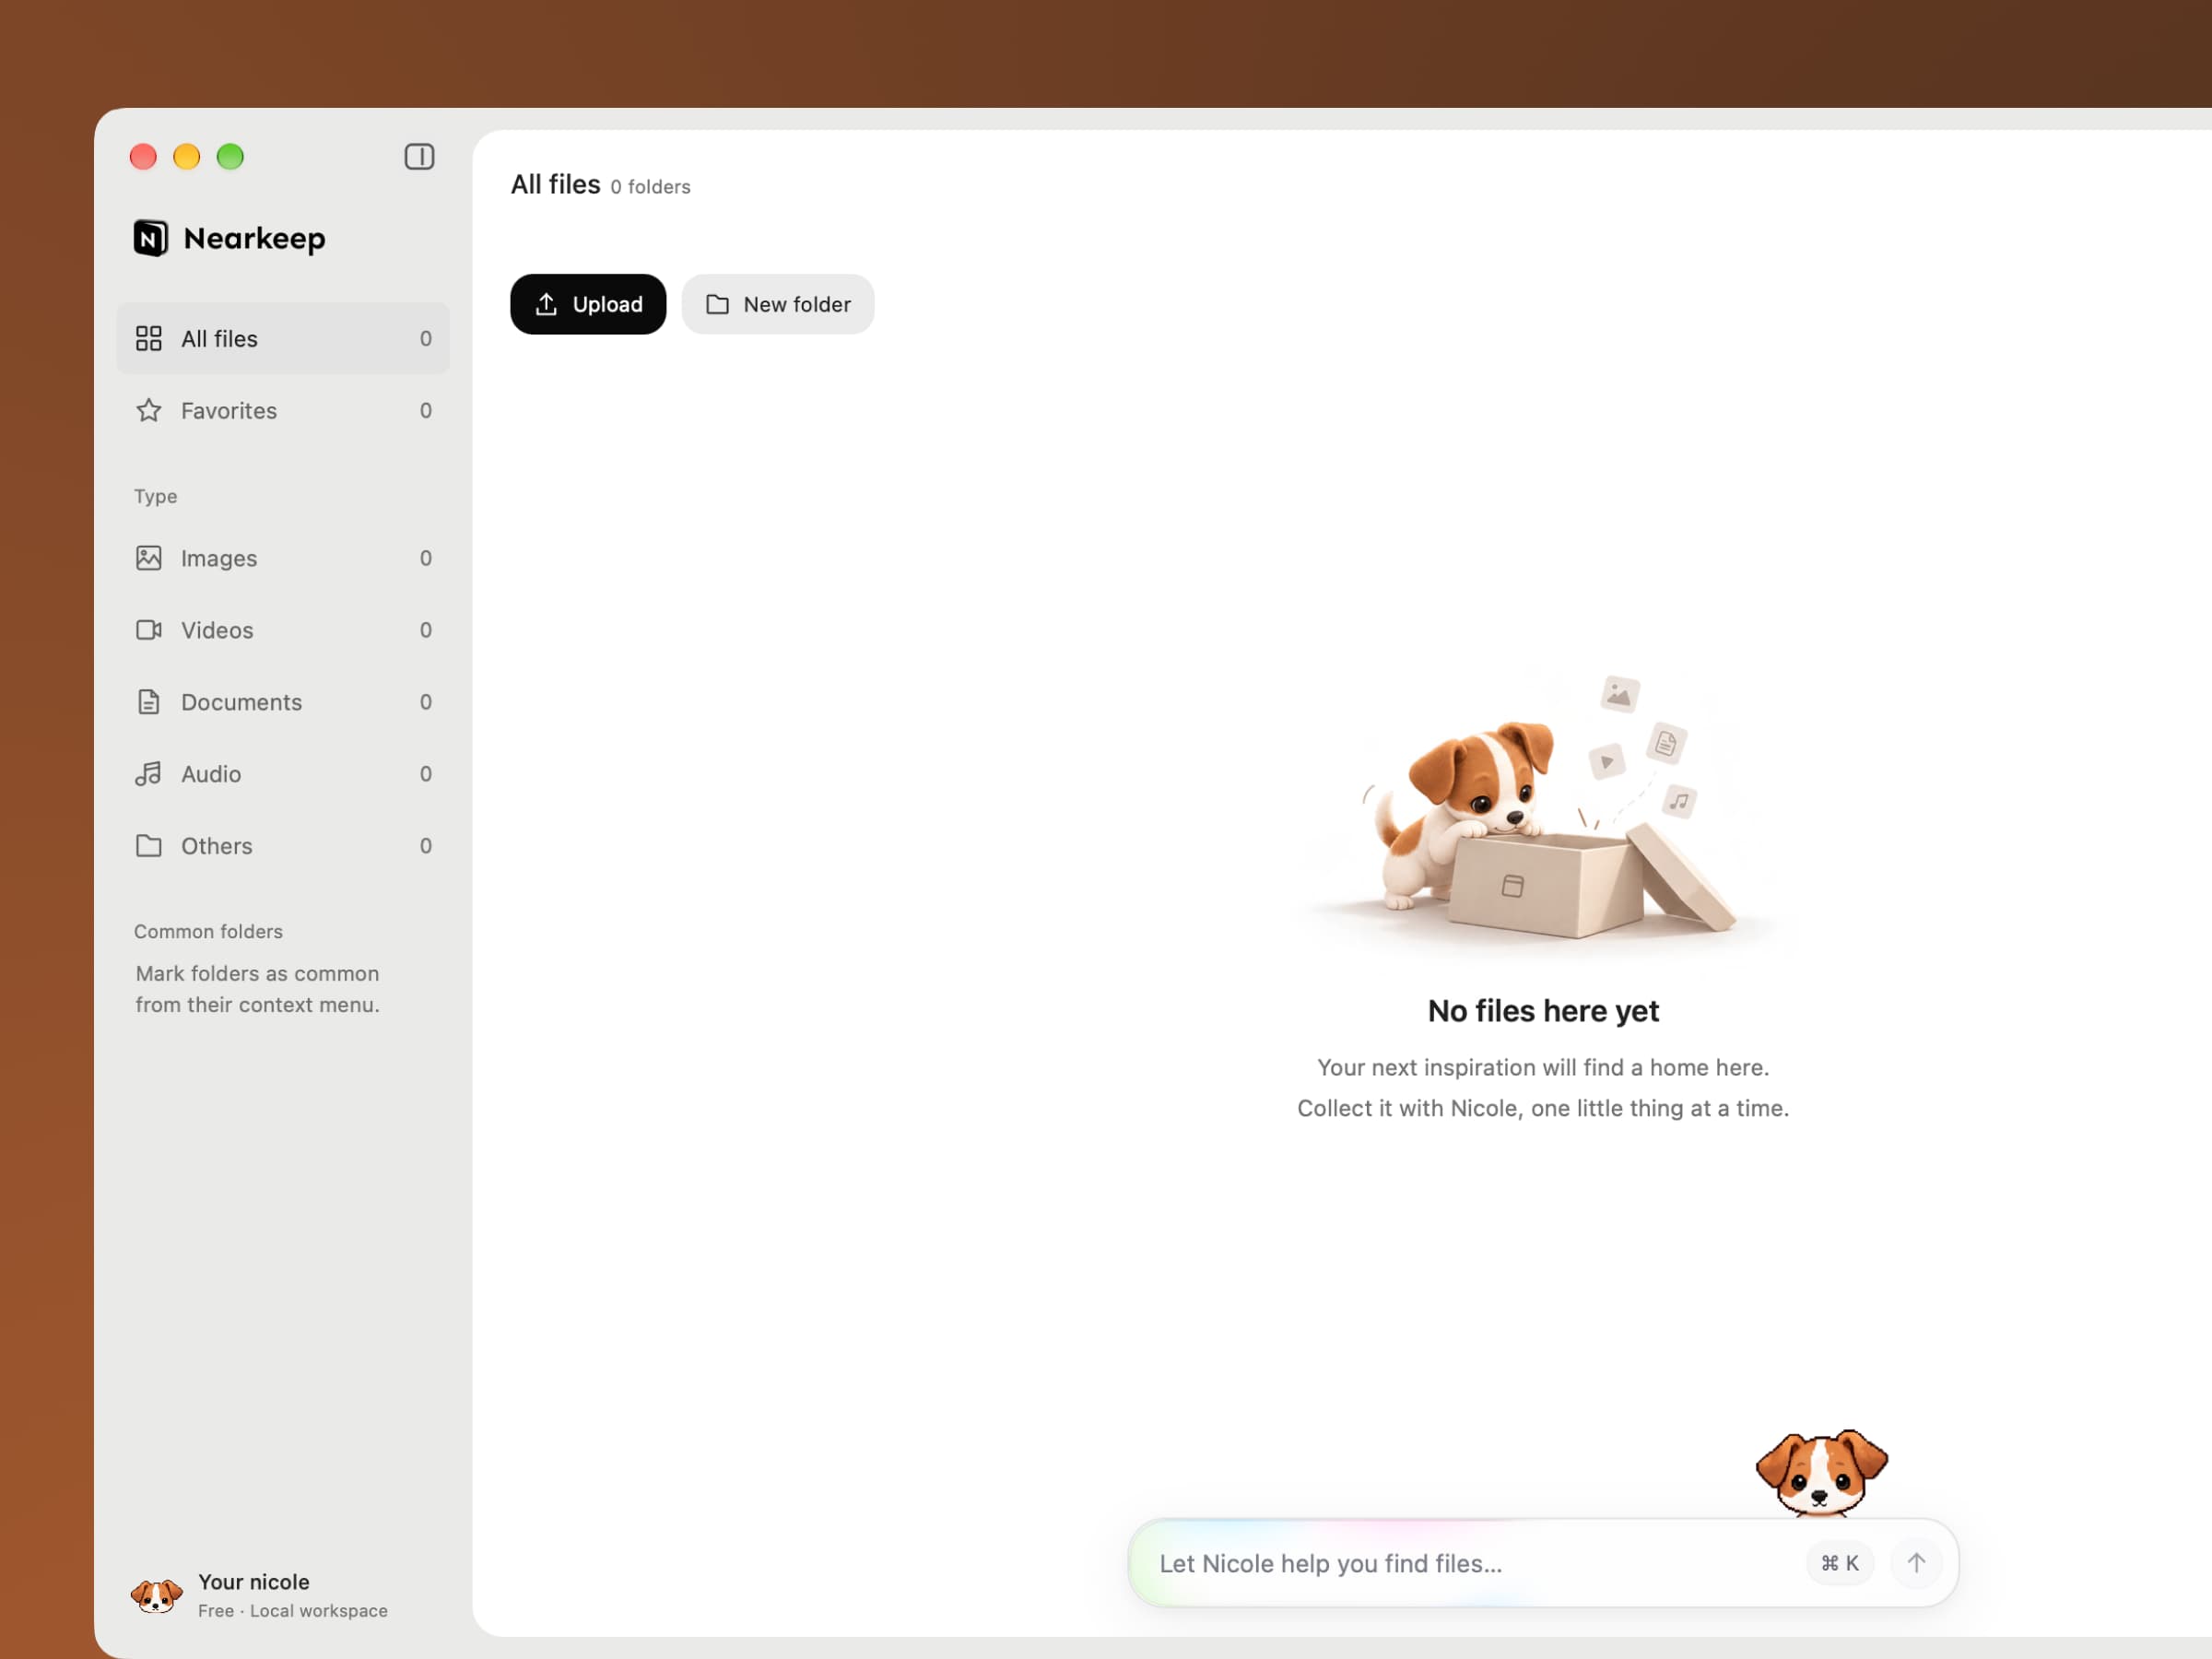 Nearkeep
All files 0
Favorites 0
Type
Images 0
Videos 0
Documents 0
Audio 0
Others 0
Common folders
Mark folders as common
from their context menu.
Your nicole
Free · Local workspace
All files 0 folders
Upload
New folder
No files here yet
Your next inspiration will find a home here.
Collect it with Nicole, one little thing at a time.
Let Nicole help you find files...
⌘ K